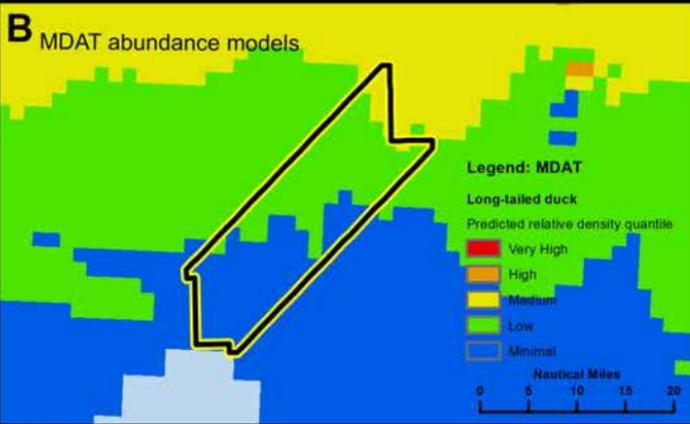 B MDAT abundance models
Legend: MDAT
Long-tailed duck
Predicted relative density quantile
Very High
High
Medium
Low
Minimal
Nautical Miles
0 5 10 15 20